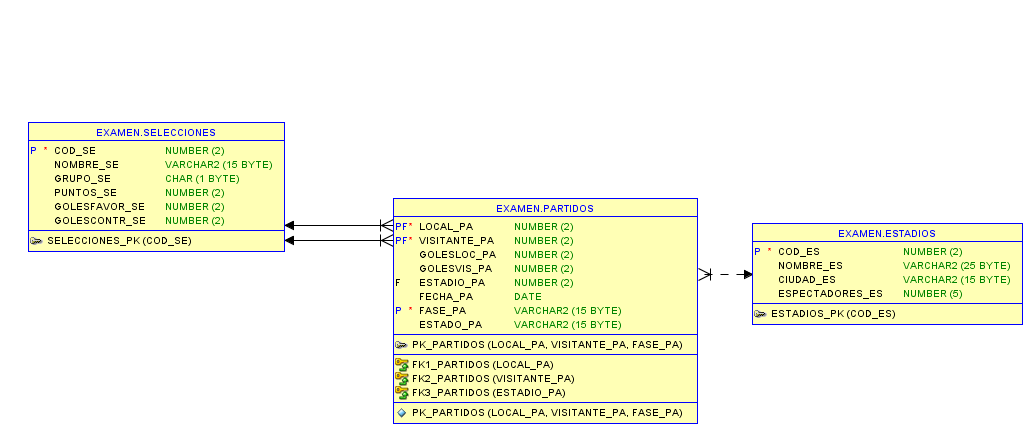 EXAMEN.SELECCIONES
P * COD_SE NUMBER (2)
NOMBRE_SE VARCHAR2 (15 BYTE)
GRUPO_SE CHAR (1 BYTE)
PUNTOS_SE NUMBER (2)
GOLESFAVOR_SE NUMBER (2)
GOLESCONTR_SE NUMBER (2)
SELECCIONES_PK (COD_SE)
EXAMEN.PARTIDOS
PF* LOCAL_PA NUMBER (2)
PF* VISITANTE_PA NUMBER (2)
GOLESLOC_PA NUMBER (2)
GOLESVIS_PA NUMBER (2)
F ESTADIO_PA NUMBER (2)
FECHA_PA DATE
P * FASE_PA VARCHAR2 (15 BYTE)
ESTADO_PA VARCHAR2 (15 BYTE)
PK_PARTIDOS (LOCAL_PA, VISITANTE_PA, FASE_PA)
FK1_PARTIDOS (LOCAL_PA)
FK2_PARTIDOS (VISITANTE_PA)
FK3_PARTIDOS (ESTADIO_PA)
PK_PARTIDOS (LOCAL_PA, VISITANTE_PA, FASE_PA)
EXAMEN.ESTADIOS
P * COD_ES NUMBER (2)
NOMBRE_ES VARCHAR2 (25 BYTE)
CIUDAD_ES VARCHAR2 (15 BYTE)
ESPECTADORES_ES NUMBER (5)
ESTADIOS_PK (COD_ES)